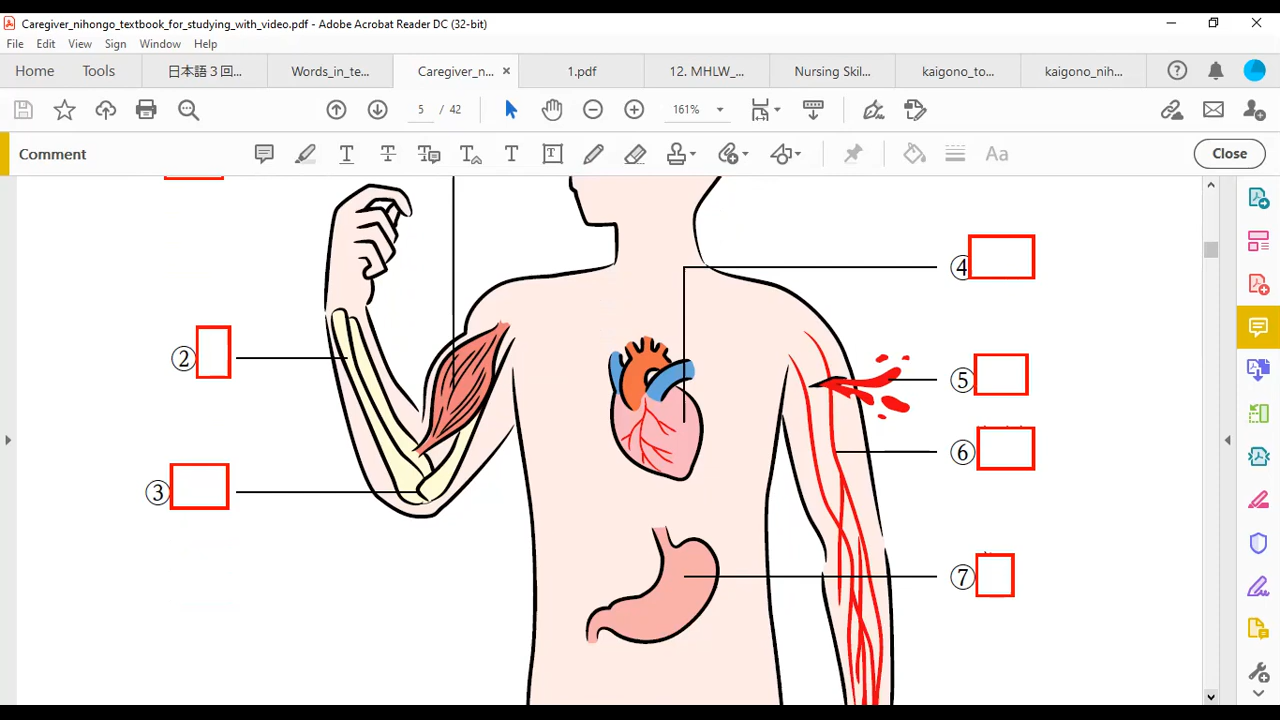 Caregiver_nihongo_textbook_for_studying_with_video.pdf - Adobe Acrobat Reader DC (32-bit)
File Edit View Sign Window Help
Home Tools 日本語３回... Words_in_te... Caregiver_n... 1.pdf 12. MHLW_... Nursing Skil... kaigono_to... kaigono_nih...
5 / 42 161%
Comment Close
④
②
⑤
⑥
③
⑦